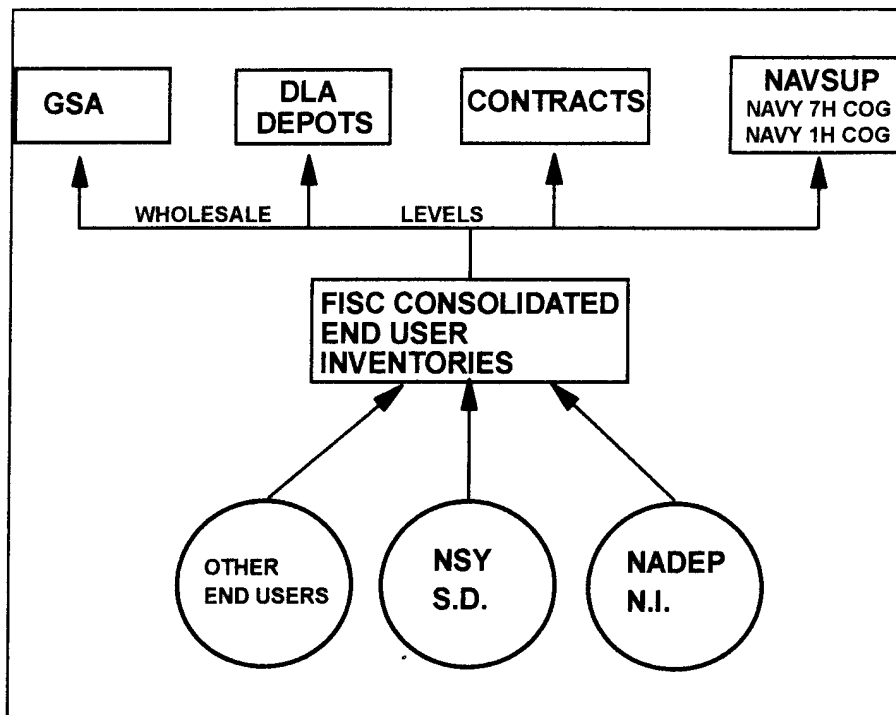 GSA
DLA
DEPOTS
CONTRACTS
NAVSUP
NAVY 7H COG
NAVY 1H COG
WHOLESALE LEVELS
FISC CONSOLIDATED
END USER
INVENTORIES
OTHER
END USERS
NSY
S.D.
NADEP
N.I.